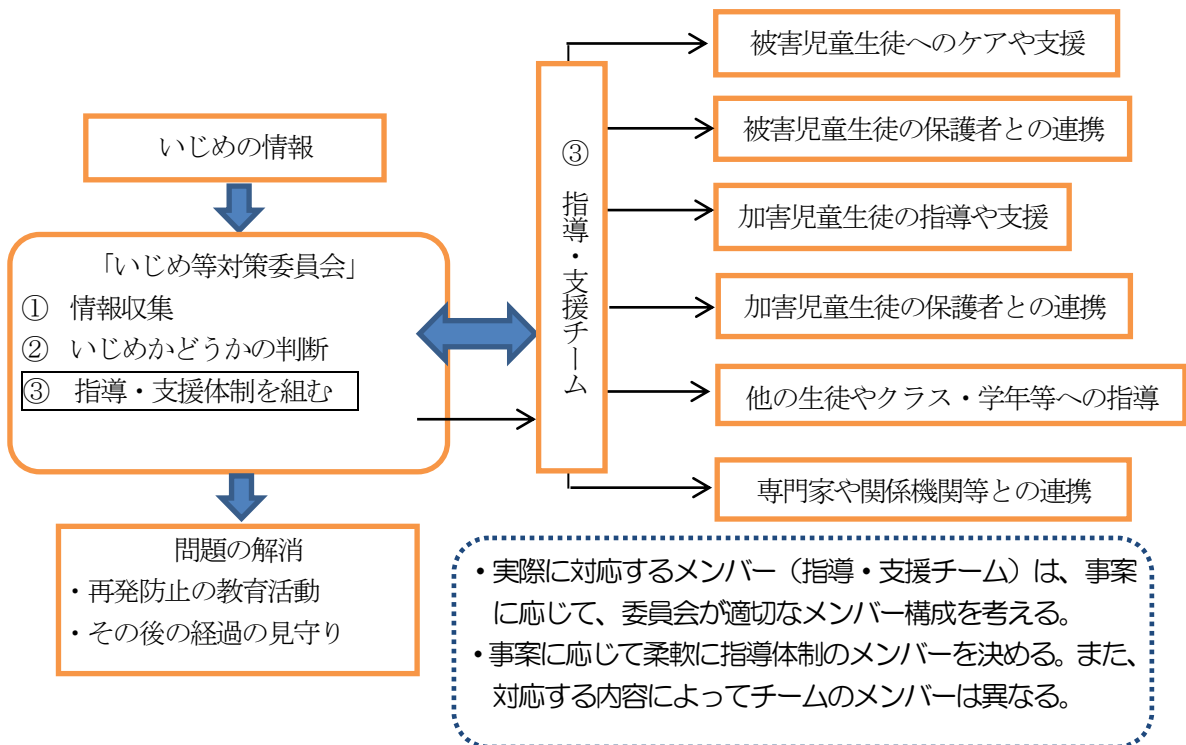 いじめの情報
「いじめ等対策委員会」
① 情報収集
② いじめかどうかの判断
③ 指導・支援体制を組む
問題の解消
・再発防止の教育活動
・その後の経過の見守り
③ 指導・支援チーム
被害児童生徒へのケアや支援
被害児童生徒の保護者との連携
加害児童生徒の指導や支援
加害児童生徒の保護者との連携
他の生徒やクラス・学年等への指導
専門家や関係機関等との連携
・実際に対応するメンバー（指導・支援チーム）は、事案
に応じて、委員会が適切なメンバー構成を考える。
・事案に応じて柔軟に指導体制のメンバーを決める。また、
対応する内容によってチームのメンバーは異なる。